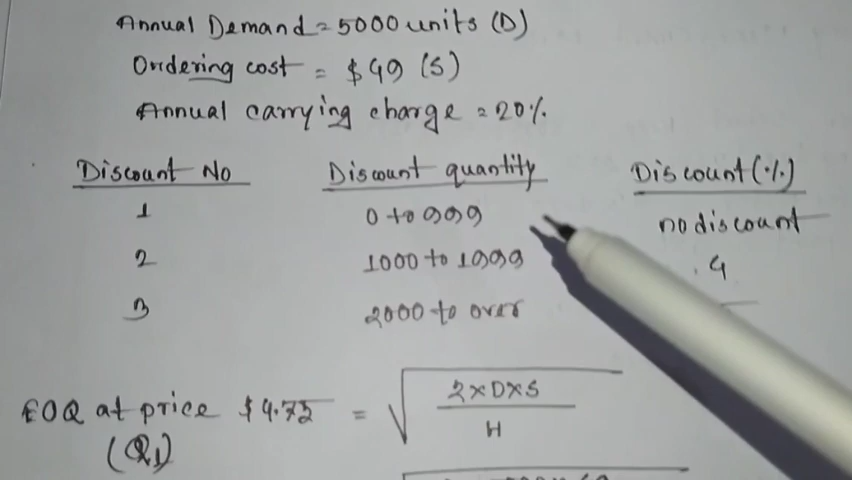 Annual Demand = 5000 units (D)
Ordering cost = $49 (S)
Annual carrying charge = 20%.
Discount No Discount quantity Discount (%)
1 0 to 999 no discount
2 1000 to 1999 4
3 2000 to over
EOQ at price $4.75 = √ 2×D×S
(Q1) H